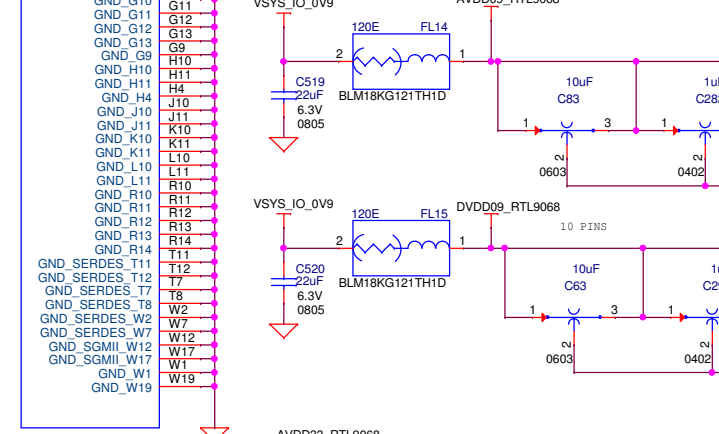 GND_G10
GND_G11 G11
GND_G12 G12
GND_G13 G13
GND_G9 G9
GND_H10 H10
GND_H11 H11
GND_H4 H4
GND_J10 J10
GND_J11 J11
GND_K10 K10
GND_K11 K11
GND_L10 L10
GND_L11 L11
GND_R10 R10
GND_R11 R11
GND_R12 R12
GND_R13 R13
GND_R14 R14
GND_SERDES_T11 T11
GND_SERDES_T12 T12
GND_SERDES_T7 T7
GND_SERDES_T8 T8
GND_SERDES_W2 W2
GND_SERDES_W7 W7
GND_SGMII_W12 W12
GND_SGMII_W17 W17
GND_W1 W1
GND_W19 W19
VSYS_IO_0V9
120E FL14
2 1
BLM18KG121TH1D
C519
22uF
6.3V
0805
10uF
C83
1 3
2
0603
1
2
0402
VSYS_IO_0V9
DVDD09_RTL9068
120E FL15
2 1
BLM18KG121TH1D
10 PINS
C520
22uF
6.3V
0805
10uF
C63
1 3
2
0603
1
2
0402